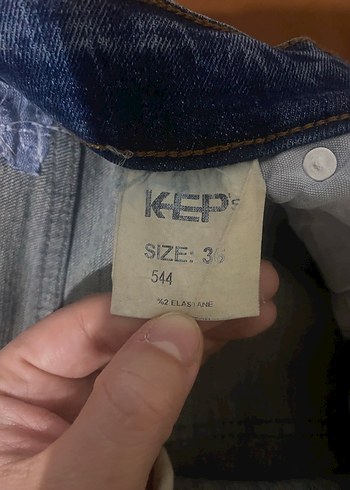 KEP's
SIZE: 36
544
%2 ELASTANE